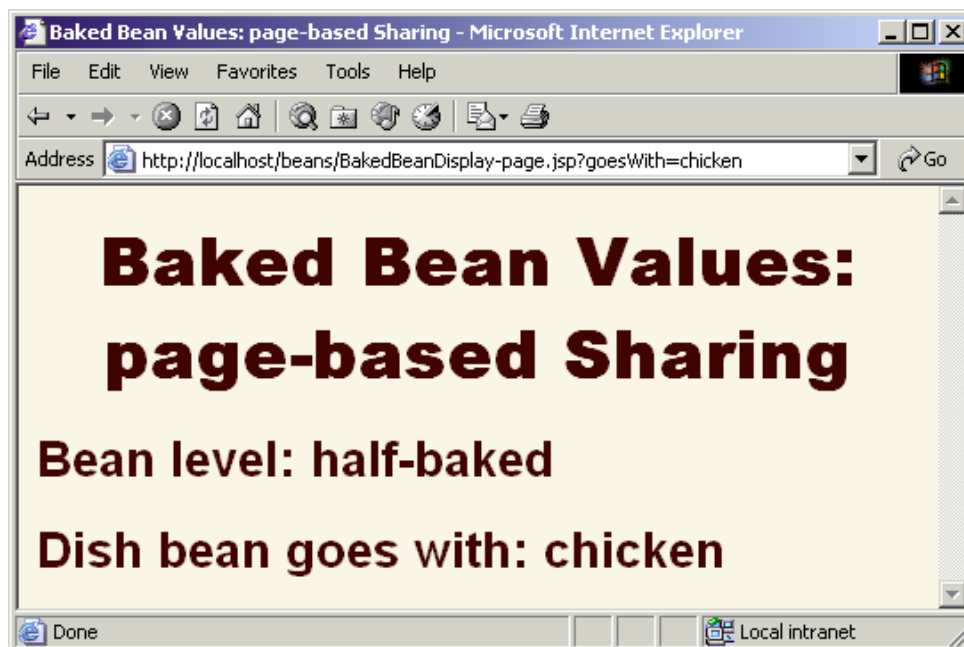 Baked Bean Values: page-based Sharing - Microsoft Internet Explorer
File Edit View Favorites Tools Help
Address http://localhost/beans/BakedBeanDisplay-page.jsp?goesWith=chicken Go
Baked Bean Values:
page-based Sharing
Bean level: half-baked
Dish bean goes with: chicken
Done Local intranet